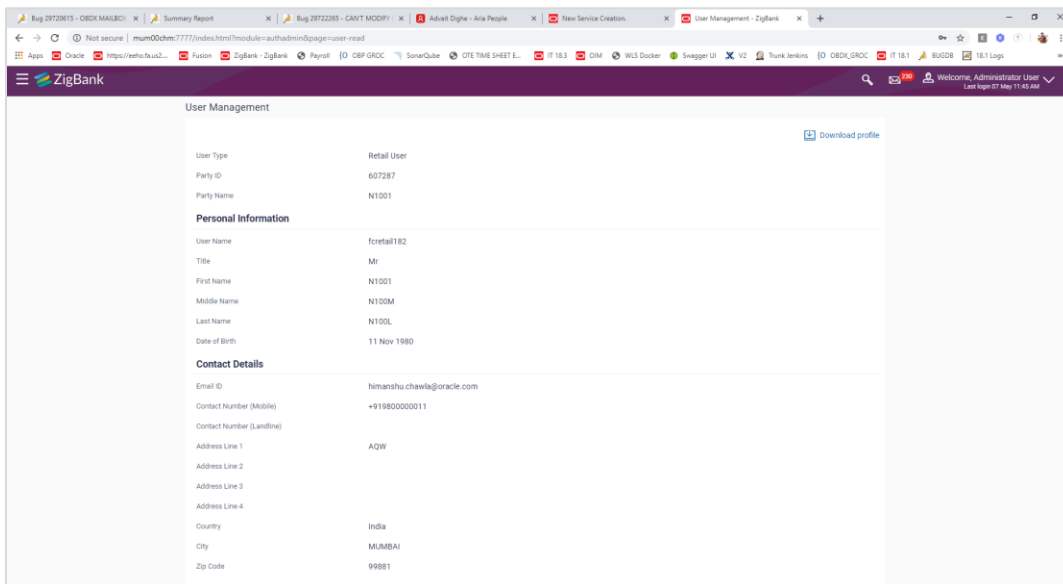 Bug 29720615 - OBDX MAILBOX
Summary Report
Bug 29722265 - CAN'T MODIFY
Advait Dighe - Aria People
New Service Creation.
User Management - ZigBank
Not secure | mum00chm:7777/index.html?module=authadmin&page=user-read
Apps Oracle https://eeho.fa.us2... Fusion ZigBank - ZigBank Payroll OBP GROC SonarQube OTE TIME SHEET E... IT 18.3 OIM WLS Docker Swagger UI V2 Trunk Jenkins OBDX_GROC IT 18.1 BUGDB 18.1 Logs
ZigBank
230
Welcome, Administrator User
Last login 07 May 11:45 AM
User Management
Download profile
User Type Retail User
Party ID 607287
Party Name N1001
Personal Information
User Name fcretail182
Title Mr
First Name N1001
Middle Name N100M
Last Name N100L
Date of Birth 11 Nov 1980
Contact Details
Email ID himanshu.chawla@oracle.com
Contact Number (Mobile) +919800000011
Contact Number (Landline)
Address Line 1 AQW
Address Line 2
Address Line 3
Address Line 4
Country India
City MUMBAI
Zip Code 99881